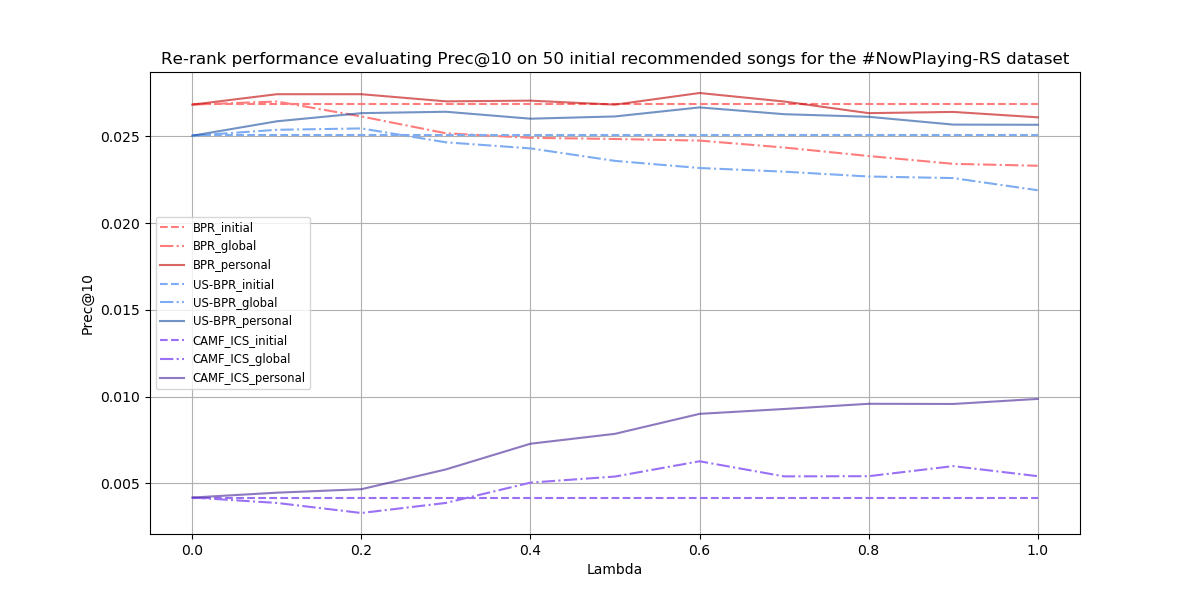 Re-rank performance evaluating Prec@10 on 50 initial recommended songs for the #NowPlaying-RS dataset
Prec@10
0.025
0.020
0.015
0.010
0.005
BPR_initial
BPR_global
BPR_personal
US-BPR_initial
US-BPR_global
US-BPR_personal
CAMF_ICS_initial
CAMF_ICS_global
CAMF_ICS_personal
0.0 0.2 0.4 0.6 0.8 1.0
Lambda